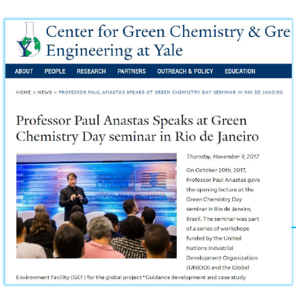 Center for Green Chemistry & Gre
Engineering at Yale
ABOUT PEOPLE RESEARCH PARTNERS OUTREACH & POLICY EDUCATION
HOME > NEWS > PROFESSOR PAUL ANASTAS SPEAKS AT GREEN CHEMISTRY DAY SEMINAR IN RIO DE JANEIRO
Professor Paul Anastas Speaks at Green
Chemistry Day seminar in Rio de Janeiro
Thursday, November 9, 2017
On October 20th, 2017,
Professor Paul Anastas gave
the opening lecture at the
Green Chemistry Day
seminar in Rio de Janeiro,
Brazil. The seminar was part
of a series of workshops
funded by the United
Nations Industrial
Development Organization
(UNIDO) and the Global
Environment Facility (GEF) for the global project "Guidance development and case study